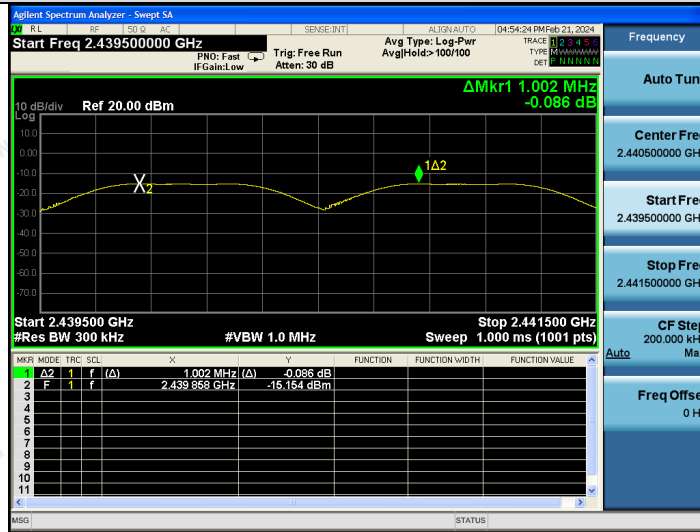 Agilent Spectrum Analyzer - Swept SA
LXI RL RF 50 Ω AC SENSE:INT ALIGNAUTO 04:54:24 PM Feb 21, 2024
Start Freq 2.439500000 GHz
PNO: Fast
IFGain:Low
Trig: Free Run
Atten: 30 dB
Avg Type: Log-Pwr
Avg|Hold:>100/100
TRACE 1 2 3 4 5 6
TYPE M W W W W W
DET P N N N N N
ΔMkr1 1.002 MHz
-0.086 dB
10 dB/div Ref 20.00 dBm
Log
10.0
0.00
-10.0
-20.0
-30.0
-40.0
-50.0
-60.0
-70.0
X2
1Δ2
Start 2.439500 GHz Stop 2.441500 GHz
#Res BW 300 kHz #VBW 1.0 MHz Sweep 1.000 ms (1001 pts)
MKR MODE TRC SCL X Y FUNCTION FUNCTION WIDTH FUNCTION VALUE
1 Δ2 1 f (Δ) 1.002 MHz (Δ) -0.086 dB
2 F 1 f 2.439 858 GHz -15.154 dBm
3
4
5
6
7
8
9
10
11
MSG STATUS
Frequency
Auto Tun
Center Fre
2.440500000 GH
Start Fre
2.439500000 GH
Stop Fre
2.441500000 GH
CF Step
200.000 kH
Auto Ma
Freq Offse
0 H